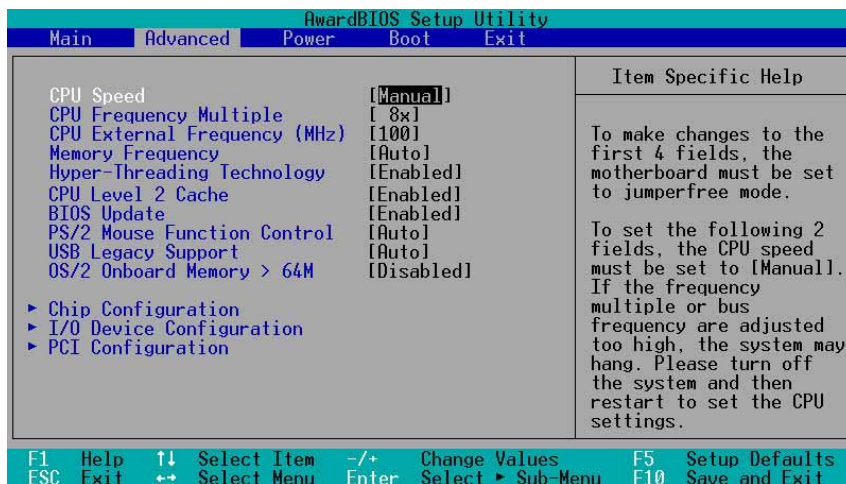 AwardBIOS Setup Utility
Main Advanced Power Boot Exit
CPU Speed [Manual]
CPU Frequency Multiple [ 8x]
CPU External Frequency (MHz) [100]
Memory Frequency [Auto]
Hyper-Threading Technology [Enabled]
CPU Level 2 Cache [Enabled]
BIOS Update [Enabled]
PS/2 Mouse Function Control [Auto]
USB Legacy Support [Auto]
OS/2 Onboard Memory > 64M [Disabled]
► Chip Configuration
► I/O Device Configuration
► PCI Configuration
Item Specific Help
To make changes to the
first 4 fields, the
motherboard must be set
to jumperfree mode.
To set the following 2
fields, the CPU speed
must be set to [Manual].
If the frequency
multiple or bus
frequency are adjusted
too high, the system may
hang. Please turn off
the system and then
restart to set the CPU
settings.
F1 Help ↑↓ Select Item -/+ Change Values F5 Setup Defaults
ESC Exit ←→ Select Menu Enter Select ► Sub-Menu F10 Save and Exit